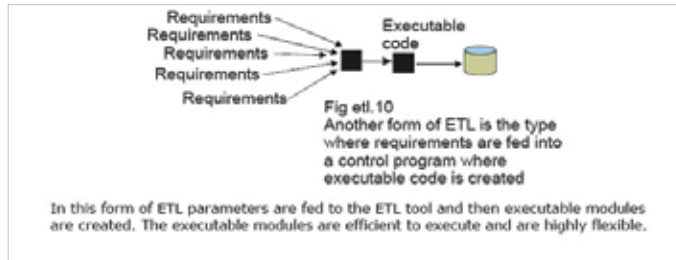 Requirements
Requirements
Requirements
Requirements
Requirements
Executable
code
Fig etl.10
Another form of ETL is the type
where requirements are fed into
a control program where
executable code is created
In this form of ETL parameters are fed to the ETL tool and then executable modules
are created. The executable modules are efficient to execute and are highly flexible.